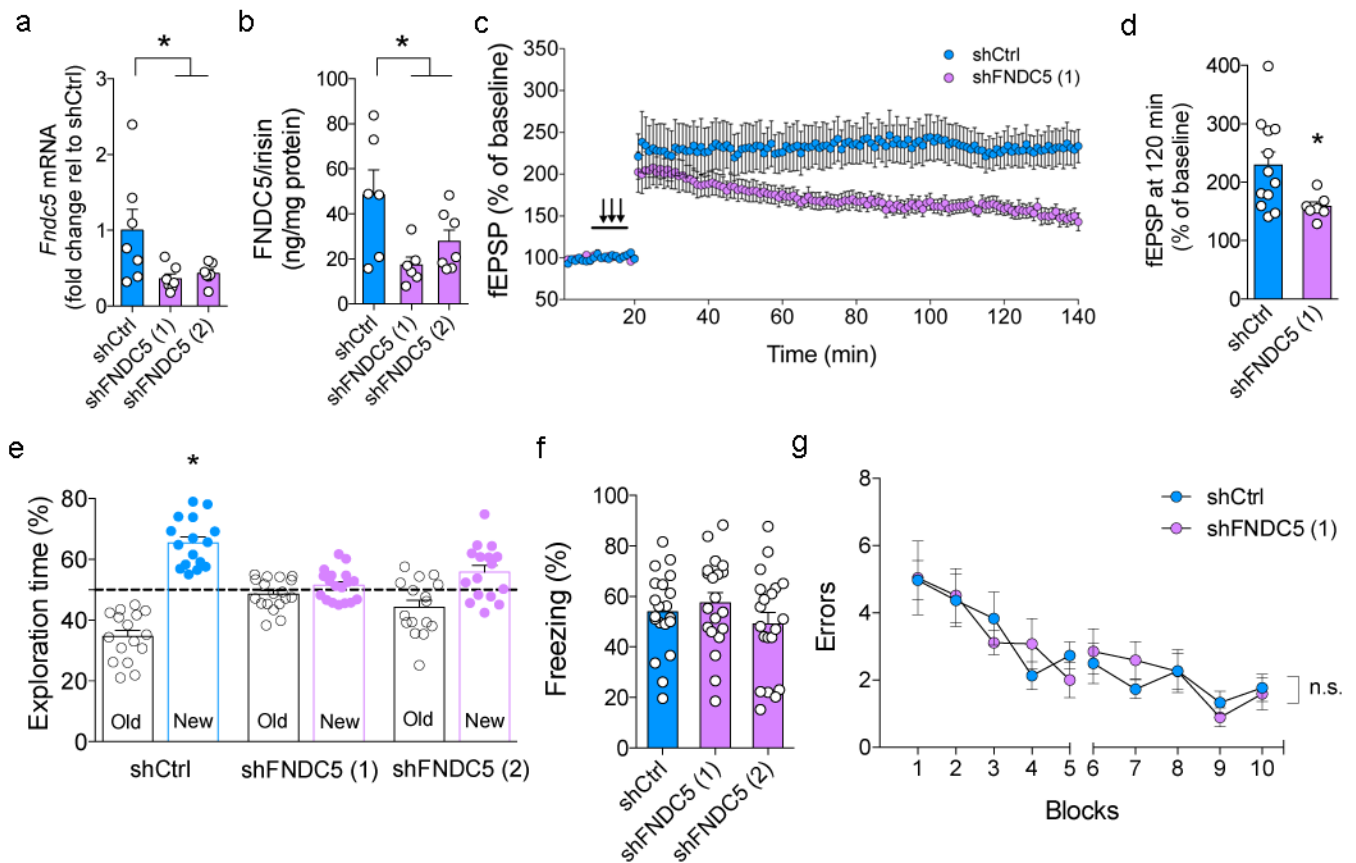 a
*
Fndc5 mRNA
(fold change rel to shCtrl)
3
2
1
0
shCtrl
shFNDC5 (1)
shFNDC5 (2)
b
*
FNDC5/irisin
(ng/mg protein)
100
80
60
40
20
0
shCtrl
shFNDC5 (1)
shFNDC5 (2)
c
fEPSP (% of baseline)
350
300
250
200
150
100
50
shCtrl
shFNDC5 (1)
20 40 60 80 100 120 140
Time (min)
d
fEPSP at 120 min
(% of baseline)
400
300
200
100
0
*
shCtrl
shFNDC5 (1)
e
*
Exploration time (%)
80
60
40
20
0
Old New Old New Old New
shCtrl shFNDC5 (1) shFNDC5 (2)
f
Freezing (%)
100
80
60
40
20
0
shCtrl
shFNDC5 (1)
shFNDC5 (2)
g
Errors
8
6
4
2
0
shCtrl
shFNDC5 (1)
n.s.
1 2 3 4 5 6 7 8 9 10
Blocks